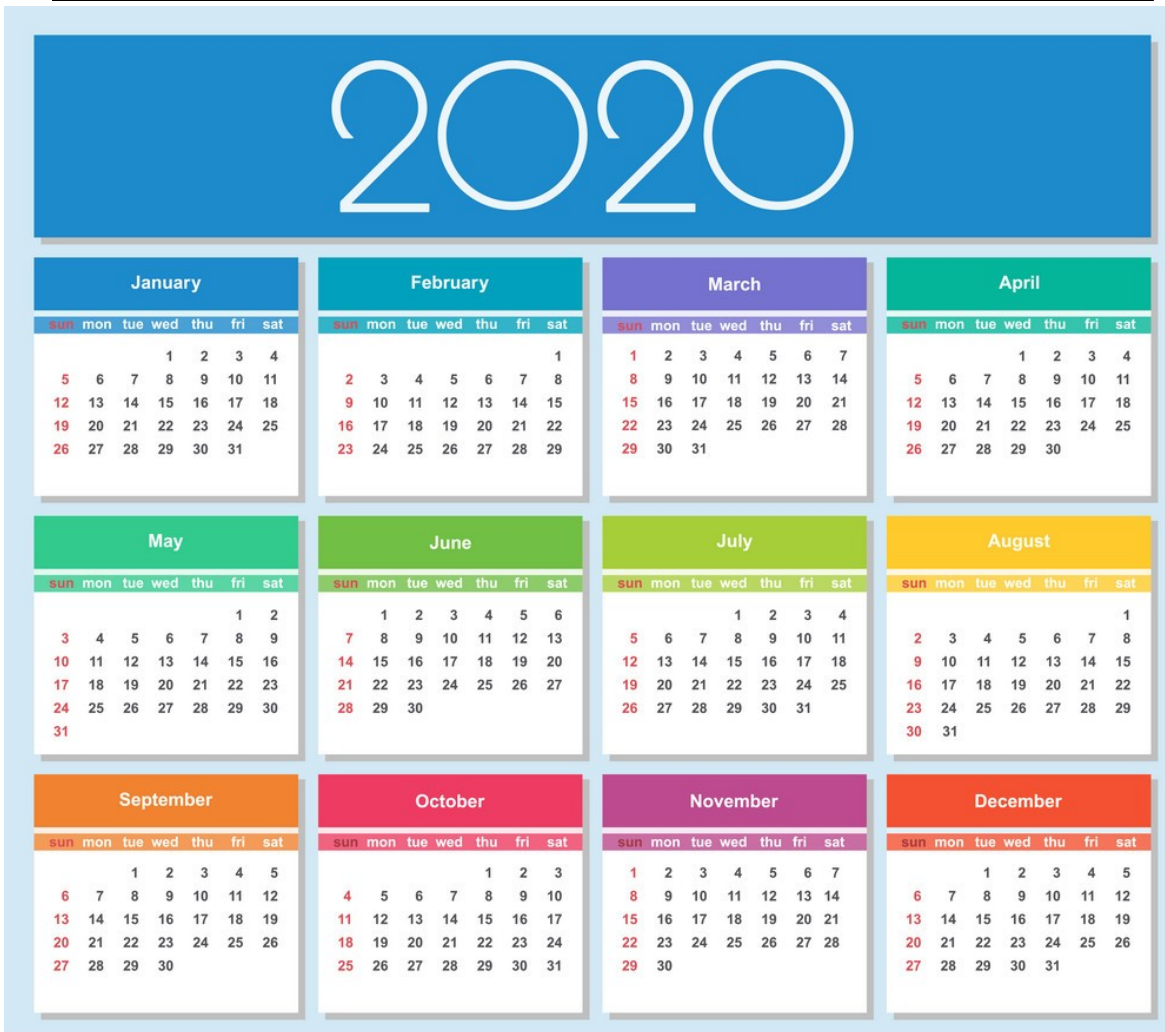 2020
January
sun mon tue wed thu fri sat
1 2 3 4
5 6 7 8 9 10 11
12 13 14 15 16 17 18
19 20 21 22 23 24 25
26 27 28 29 30 31
February
sun mon tue wed thu fri sat
1
2 3 4 5 6 7 8
9 10 11 12 13 14 15
16 17 18 19 20 21 22
23 24 25 26 27 28 29
March
sun mon tue wed thu fri sat
1 2 3 4 5 6 7
8 9 10 11 12 13 14
15 16 17 18 19 20 21
22 23 24 25 26 27 28
29 30 31
April
sun mon tue wed thu fri sat
1 2 3 4
5 6 7 8 9 10 11
12 13 14 15 16 17 18
19 20 21 22 23 24 25
26 27 28 29 30
May
sun mon tue wed thu fri sat
1 2
3 4 5 6 7 8 9
10 11 12 13 14 15 16
17 18 19 20 21 22 23
24 25 26 27 28 29 30
31
June
sun mon tue wed thu fri sat
1 2 3 4 5 6
7 8 9 10 11 12 13
14 15 16 17 18 19 20
21 22 23 24 25 26 27
28 29 30
July
sun mon tue wed thu fri sat
1 2 3 4
5 6 7 8 9 10 11
12 13 14 15 16 17 18
19 20 21 22 23 24 25
26 27 28 29 30 31
August
sun mon tue wed thu fri sat
1
2 3 4 5 6 7 8
9 10 11 12 13 14 15
16 17 18 19 20 21 22
23 24 25 26 27 28 29
30 31
September
sun mon tue wed thu fri sat
1 2 3 4 5
6 7 8 9 10 11 12
13 14 15 16 17 18 19
20 21 22 23 24 25 26
27 28 29 30
October
sun mon tue wed thu fri sat
1 2 3
4 5 6 7 8 9 10
11 12 13 14 15 16 17
18 19 20 21 22 23 24
25 26 27 28 29 30 31
November
sun mon tue wed thu fri sat
1 2 3 4 5 6 7
8 9 10 11 12 13 14
15 16 17 18 19 20 21
22 23 24 25 26 27 28
29 30
December
sun mon tue wed thu fri sat
1 2 3 4 5
6 7 8 9 10 11 12
13 14 15 16 17 18 19
20 21 22 23 24 25 26
27 28 29 30 31